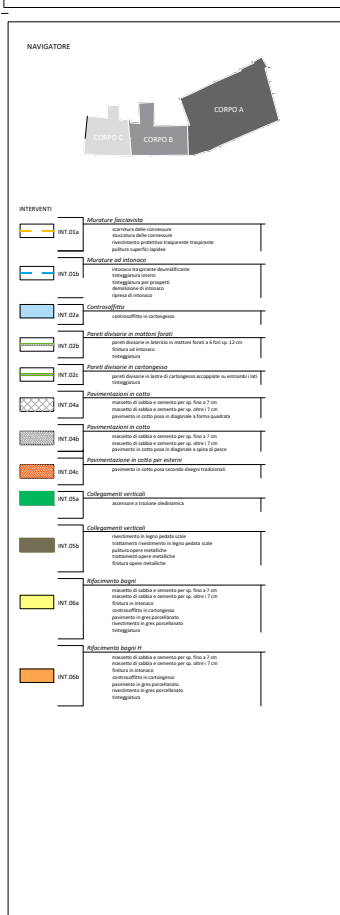 NAVIGATORE
CORPO A
CORPO B
CORPO C
INTERVENTI
INT.01a
Murature facciavista
scarnitura delle connessure
stuccatura delle connessure
rivestimento protettivo trasparente traspirante
pulitura superfici lapidee
INT.01b
Murature ad intonaco
intonaco traspirante deumidificante
tinteggiatura interni
tinteggiatura per prospetti
demolizione di intonaco
ripresa di intonaco
INT.02a
Controsoffitto
controsoffitto in cartongesso
INT.02b
Pareti divisorie in mattoni forati
pareti divisorie in laterizio in mattoni forati a 6 fori sp. 12 cm
finitura ad intonaco
tinteggiatura
INT.02c
Pareti divisorie in cartongesso
pareti divisorie in lastre di cartongesso accoppiate su entrambi i lati
tinteggiatura
INT.04a
Pavimentazioni in cotto
massetto di sabbia e cemento per sp. fino a 7 cm
massetto di sabbia e cemento per sp. oltre i 7 cm
pavimento in cotto posa in diagonale a forma quadrata
INT.04b
Pavimentazioni in cotto
massetto di sabbia e cemento per sp. fino a 7 cm
massetto di sabbia e cemento per sp. oltre i 7 cm
pavimento in cotto posa in diagonale a spina di pesce
INT.04c
Pavimentazione in cotto per esterni
pavimento in cotto posa secondo disegni tradizionali
INT.05a
Collegamenti verticali
ascensore a trazione oledinamica
INT.05b
Collegamenti verticali
rivestimento in legno pedata scale
trattamenti rivestimento in legno pedata scale
pulitura opere metalliche
trattamenti opere metalliche
finitura opere metalliche
INT.06a
Rifacimento bagni
massetto di sabbia e cemento per sp. fino a 7 cm
massetto di sabbia e cemento per sp. oltre i 7 cm
finitura in intonaco
controsoffitto in cartongesso
pavimento in gres porcellanato
rivestimento in gres porcellanato
tinteggiatura
INT.06b
Rifacimento bagni H
massetto di sabbia e cemento per sp. fino a 7 cm
massetto di sabbia e cemento per sp. oltre i 7 cm
finitura in intonaco
controsoffitto in cartongesso
pavimento in gres porcellanato
rivestimento in gres porcellanato
tinteggiatura